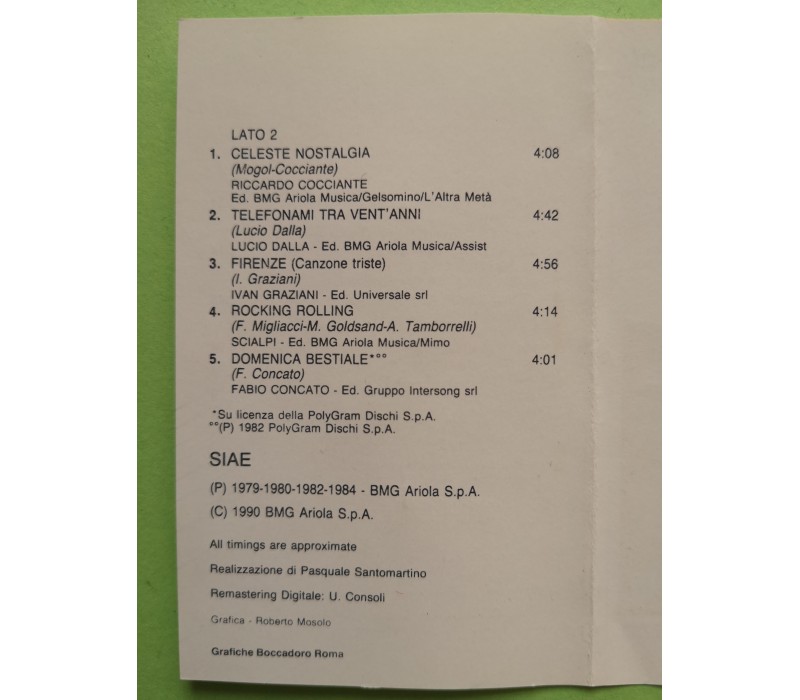 LATO 2
1. CELESTE NOSTALGIA 4:08
(Mogol-Cocciante)
RICCARDO COCCIANTE
Ed. BMG Ariola Musica/Gelsomino/L'Altra Metà
2. TELEFONAMI TRA VENT'ANNI 4:42
(Lucio Dalla)
LUCIO DALLA - Ed. BMG Ariola Musica/Assist
3. FIRENZE (Canzone triste) 4:56
(I. Graziani)
IVAN GRAZIANI - Ed. Universale srl
4. ROCKING ROLLING 4:14
(F. Migliacci-M. Goldsand-A. Tamborrelli)
SCIALPI - Ed. BMG Ariola Musica/Mimo
5. DOMENICA BESTIALE*°° 4:01
(F. Concato)
FABIO CONCATO - Ed. Gruppo Intersong srl
*Su licenza della PolyGram Dischi S.p.A.
°°(P) 1982 PolyGram Dischi S.p.A.
SIAE
(P) 1979-1980-1982-1984 - BMG Ariola S.p.A.
(C) 1990 BMG Ariola S.p.A.
All timings are approximate
Realizzazione di Pasquale Santomartino
Remastering Digitale: U. Consoli
Grafica - Roberto Mosolo
Grafiche Boccadoro Roma